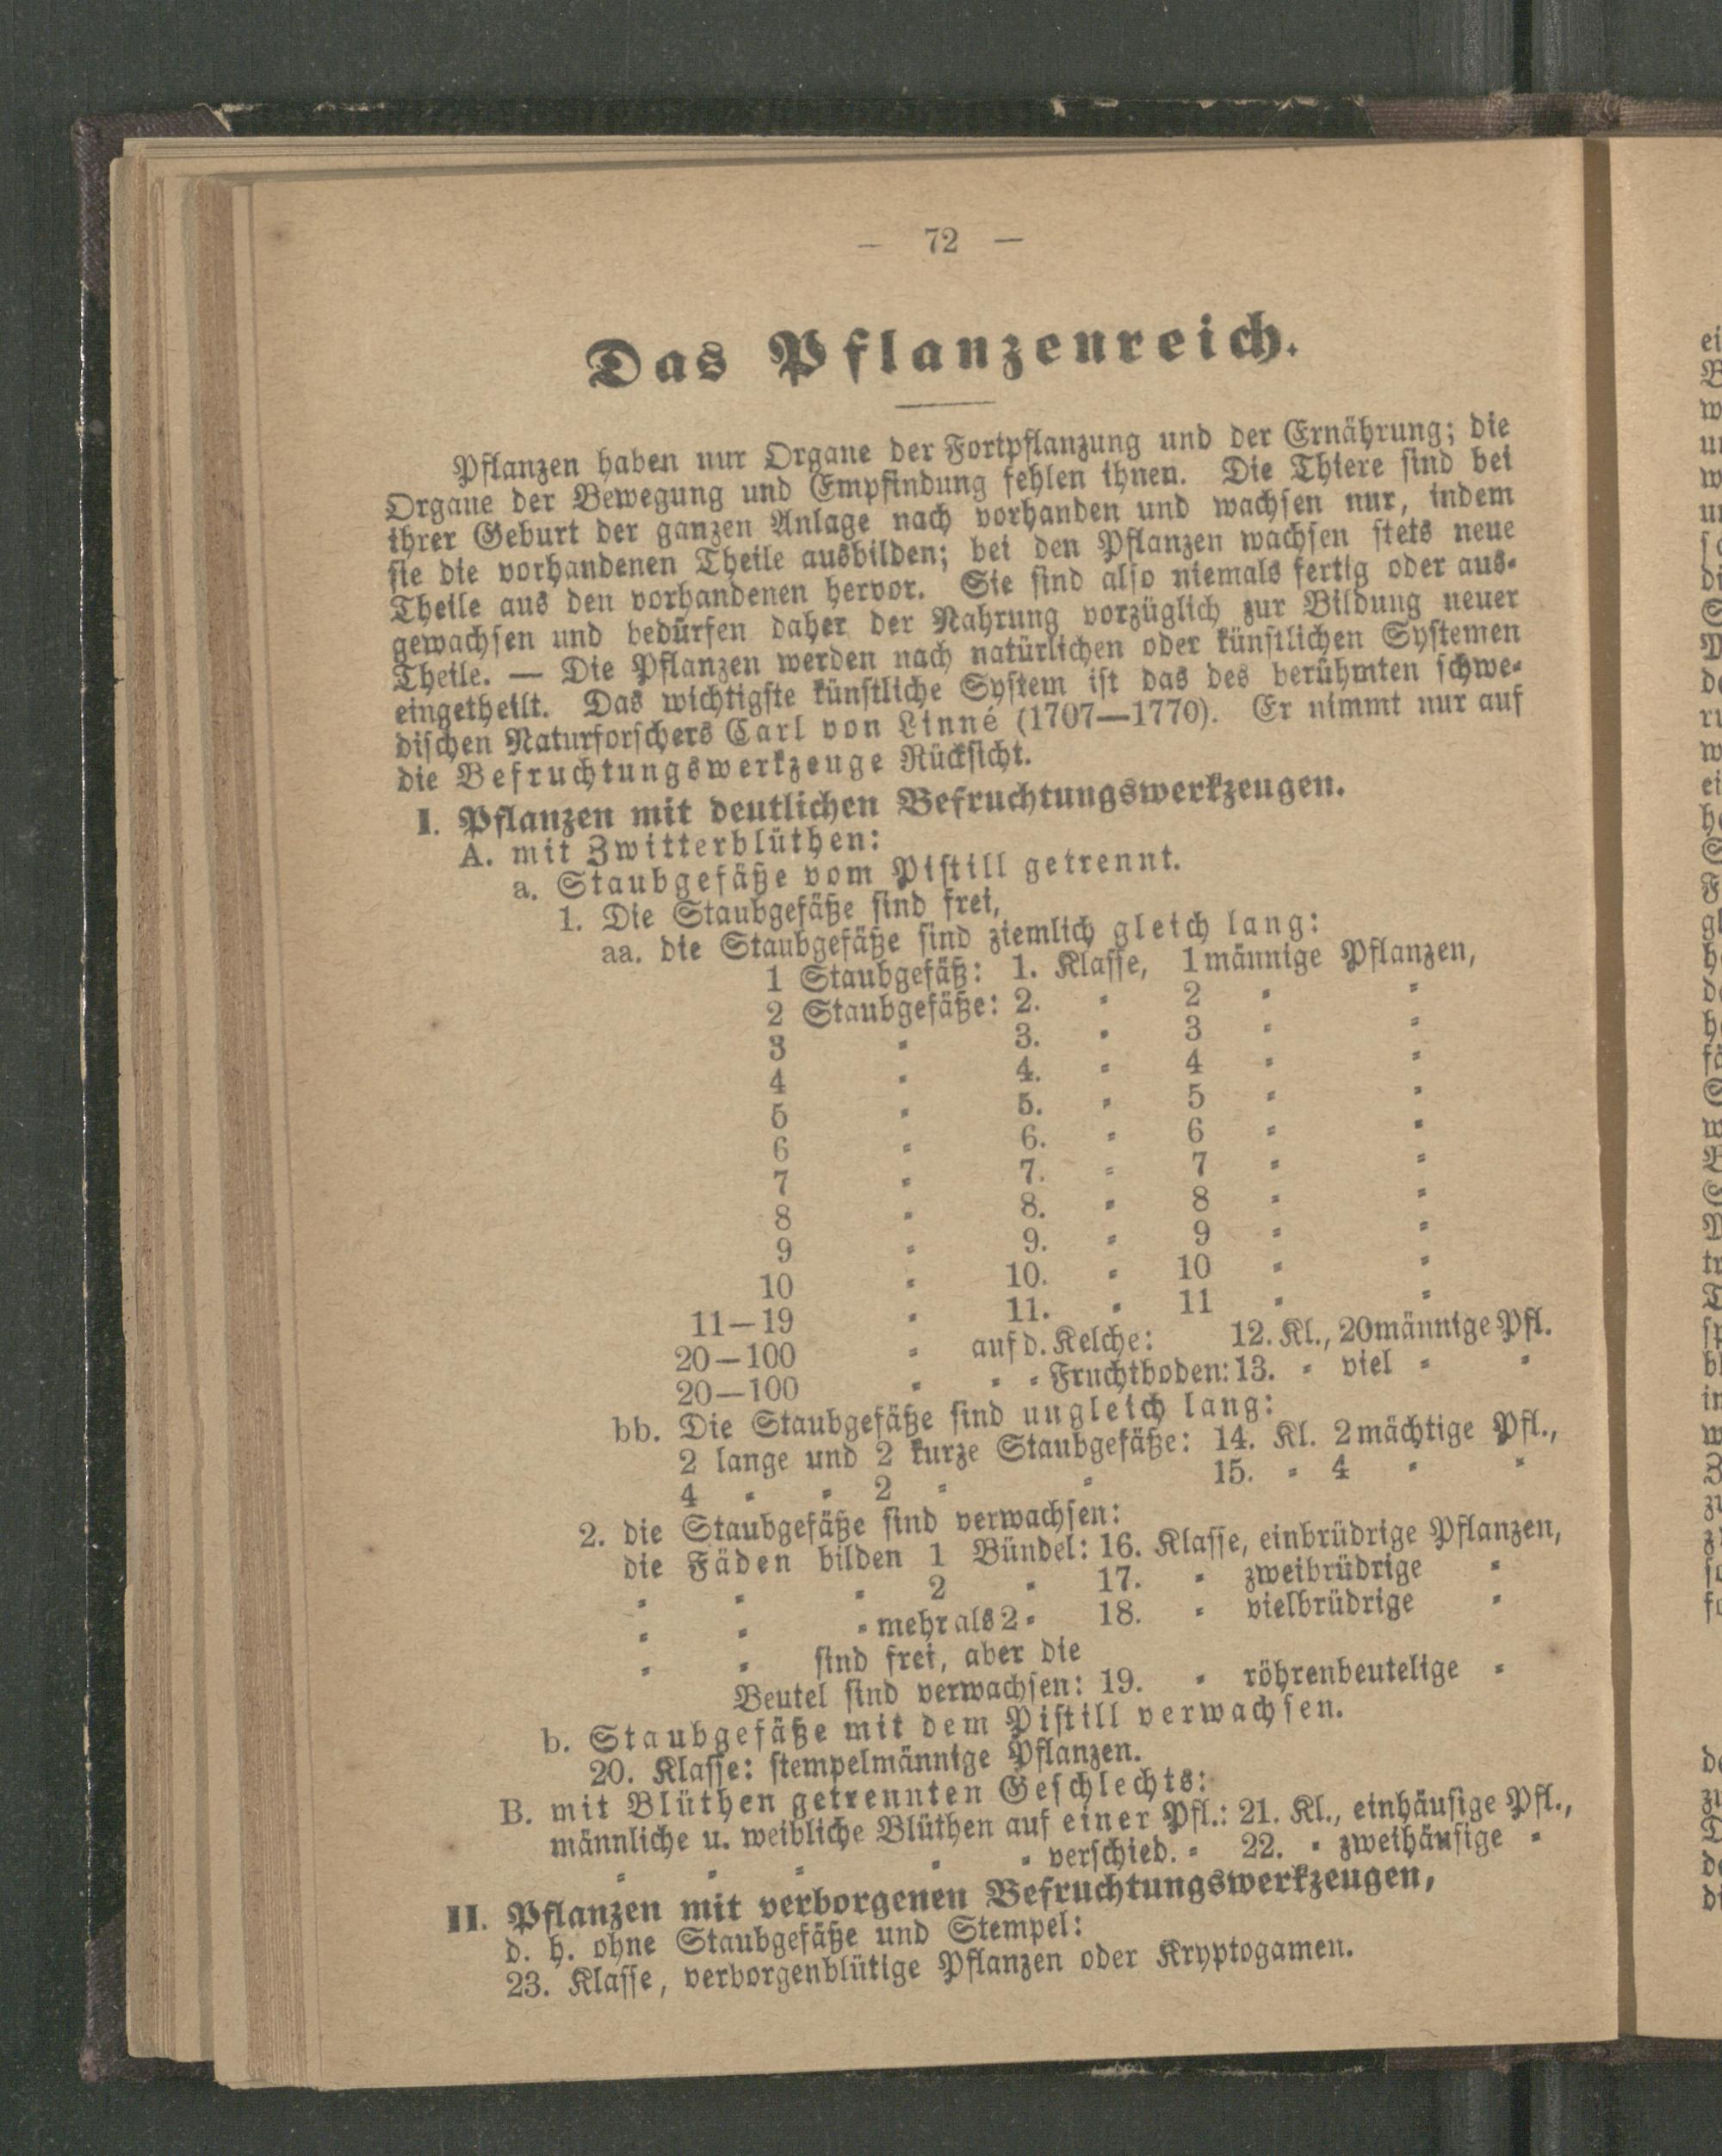 — 72 —
Das Pflanzenreich.
Pflanzen haben nur Organe der Fortpflanzung und der Ernährung; die
Organe der Bewegung und Empfindung fehlen ihnen. Die Thiere sind bei
ihrer Geburt der ganzen Anlage nach vorhanden und wachsen nur, indem
sie die vorhandenen Theile ausbilden; bei den Pflanzen wachsen stets neue
Theile aus den vorhandenen hervor. Sie sind also niemals fertig oder aus-
gewachsen und bedürfen daher der Nahrung vorzüglich zur Bildung neuer
Theile. — Die Pflanzen werden nach natürlichen oder künstlichen Systemen
eingetheilt. Das wichtigste künstliche System ist das des berühmten schwe-
dischen Naturforschers Carl von Linné (1707—1770). Er nimmt nur auf
die Befruchtungswerkzeuge Rücksicht.
I. Pflanzen mit deutlichen Befruchtungswerkzeugen.
A. mit Zwitterblüthen:
a. Staubgefäße vom Pistill getrennt.
1. Die Staubgefäße sind frei,
aa. die Staubgefäße sind ziemlich gleich lang:
1 Staubgefäß: 1. Klasse, 1männige Pflanzen,
2 Staubgefäße: 2. = 2 = =
3 = 3. = 3 = =
4 = 4. = 4 = =
5 = 5. = 5 = =
6 = 6. = 6 = =
7 = 7. = 7 = =
8 = 8. = 8 = =
9 = 9. = 9 = =
10 = 10. = 10 = =
11—19 = 11. = 11 = =
20—100 = auf d. Kelche: 12. Kl., 20männige Pfl.
20—100 = = = Fruchtboden: 13. = viel = =
bb. Die Staubgefäße sind ungleich lang:
2 lange und 2 kurze Staubgefäße: 14. Kl. 2mächtige Pfl.,
4 = = 2 = = 15. = 4 = =
2. die Staubgefäße sind verwachsen:
die Fäden bilden 1 Bündel: 16. Klasse, einbrüdrige Pflanzen,
= = = 2 = 17. = zweibrüdrige =
= = = mehr als 2 = 18. = vielbrüdrige =
= = sind frei, aber die
Beutel sind verwachsen: 19. = röhrenbeutelige =
b. Staubgefäße mit dem Pistill verwachsen.
20. Klasse: stempelmännige Pflanzen.
B. mit Blüthen getrennten Geschlechts:
männliche u. weibliche Blüthen auf einer Pfl.: 21. Kl., einhäusige Pfl.,
= = = = = verschied. = 22. = zweihäusige =
II. Pflanzen mit verborgenen Befruchtungswerkzeugen,
d. h. ohne Staubgefäße und Stempel:
23. Klasse, verborgenblütige Pflanzen oder Kryptogamen.